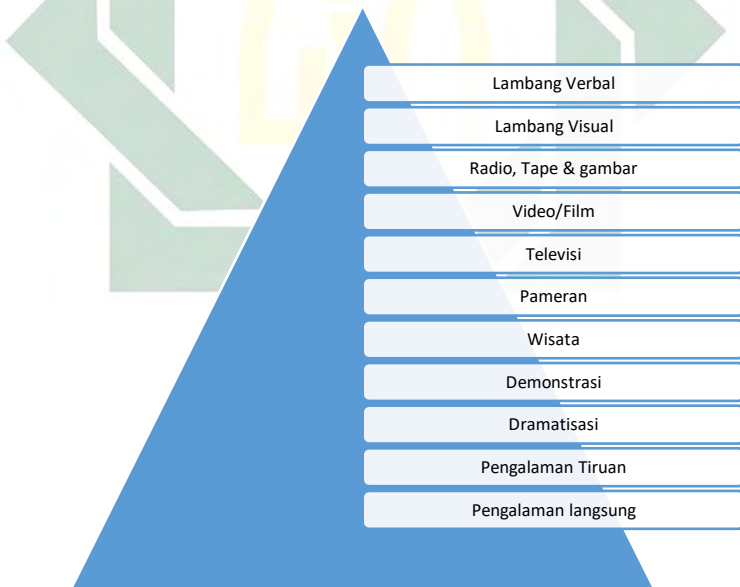 Lambang Verbal
Lambang Visual
Radio, Tape & gambar
Video/Film
Televisi
Pameran
Wisata
Demonstrasi
Dramatisasi
Pengalaman Tiruan
Pengalaman langsung